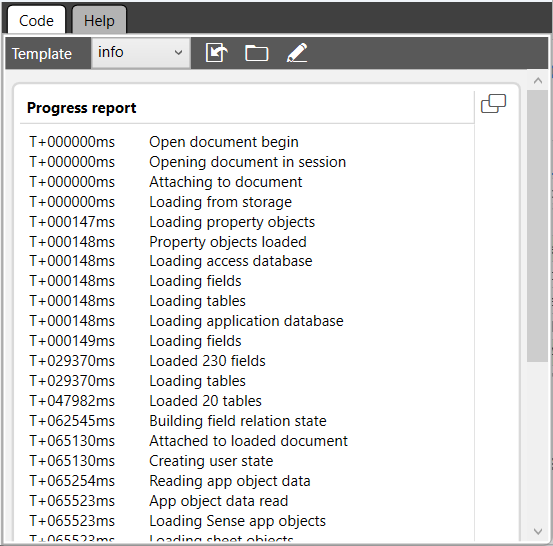 Code Help
Template info
Progress report
T+000000ms Open document begin
T+000000ms Opening document in session
T+000000ms Attaching to document
T+000000ms Loading from storage
T+000147ms Loading property objects
T+000148ms Property objects loaded
T+000148ms Loading access database
T+000148ms Loading fields
T+000148ms Loading tables
T+000148ms Loading application database
T+000149ms Loading fields
T+029370ms Loaded 230 fields
T+029370ms Loading tables
T+047982ms Loaded 20 tables
T+062545ms Building field relation state
T+065130ms Attached to loaded document
T+065130ms Creating user state
T+065254ms Reading app object data
T+065523ms App object data read
T+065523ms Loading Sense app objects
T+065523ms Loading sheet objects